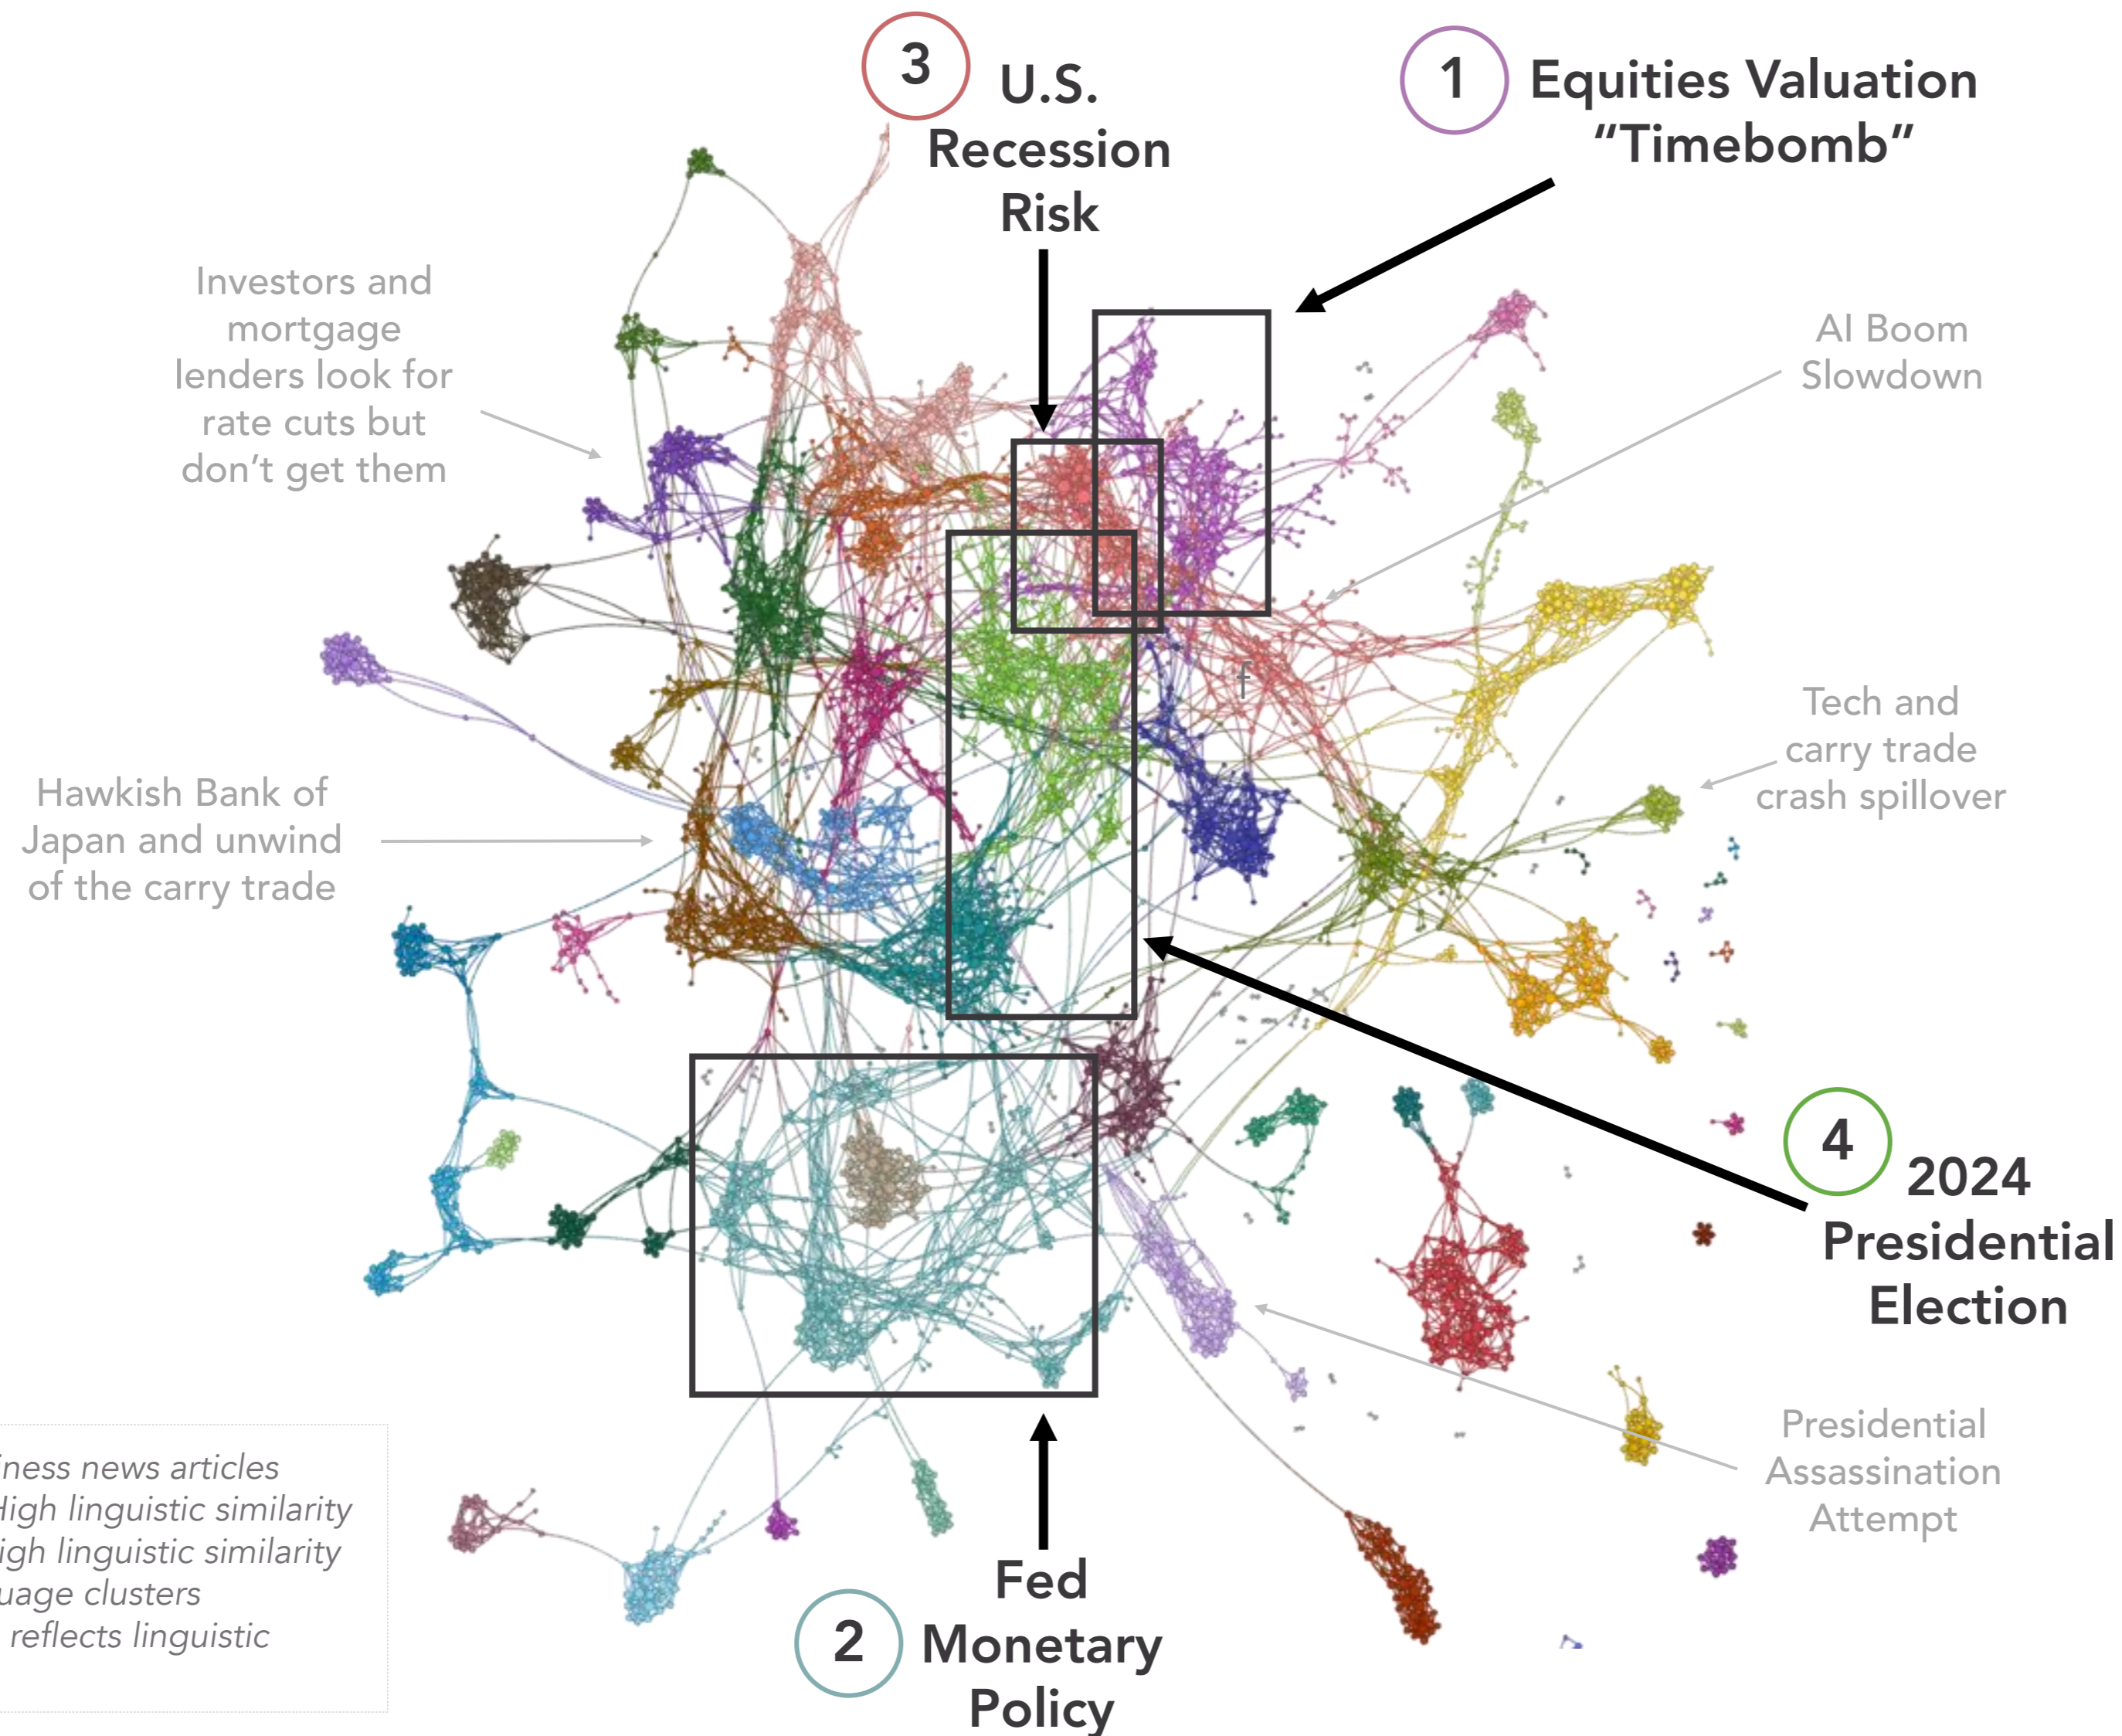 3
U.S.
Recession
Risk
1
Equities Valuation
“Timebomb”
Investors and
mortgage
lenders look for
rate cuts but
don’t get them
AI Boom
Slowdown
f
Tech and
carry trade
crash spillover
Hawkish Bank of
Japan and unwind
of the carry trade
4
2024
Presidential
Election
Presidential
Assassination
Attempt
iness news articles
High linguistic similarity
igh linguistic similarity
uage clusters
reflects linguistic
2
Fed
Monetary
Policy